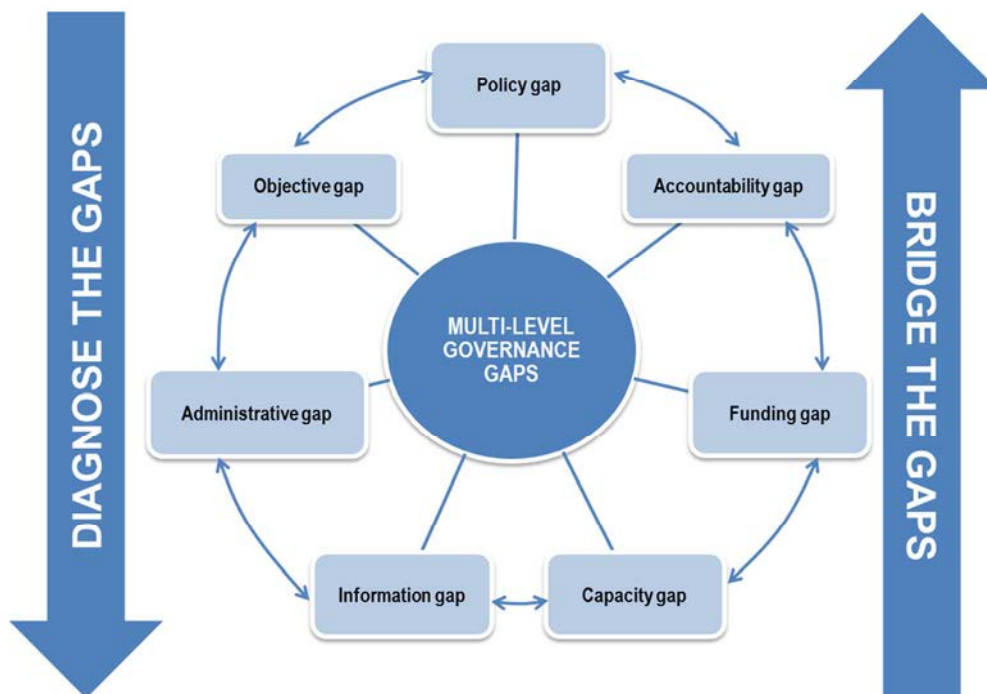 DIAGNOSE THE GAPS
Policy gap
Objective gap
Accountability gap
MULTI-LEVEL
GOVERNANCE
GAPS
Administrative gap
Funding gap
Information gap
Capacity gap
BRIDGE THE GAPS